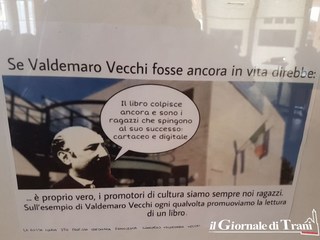 Se Valdemaro Vecchi fosse ancora in vita direbbe:
Il libro colpisce
ancora e sono i
ragazzi che spingono
al suo successo:
cartaceo e digitale
... è proprio vero, i promotori di cultura siamo sempre noi ragazzi.
Sull'esempio di Valdemaro Vecchi ogni qualvolta promuoviamo la lettura
di un libro
il Giornale di Trani